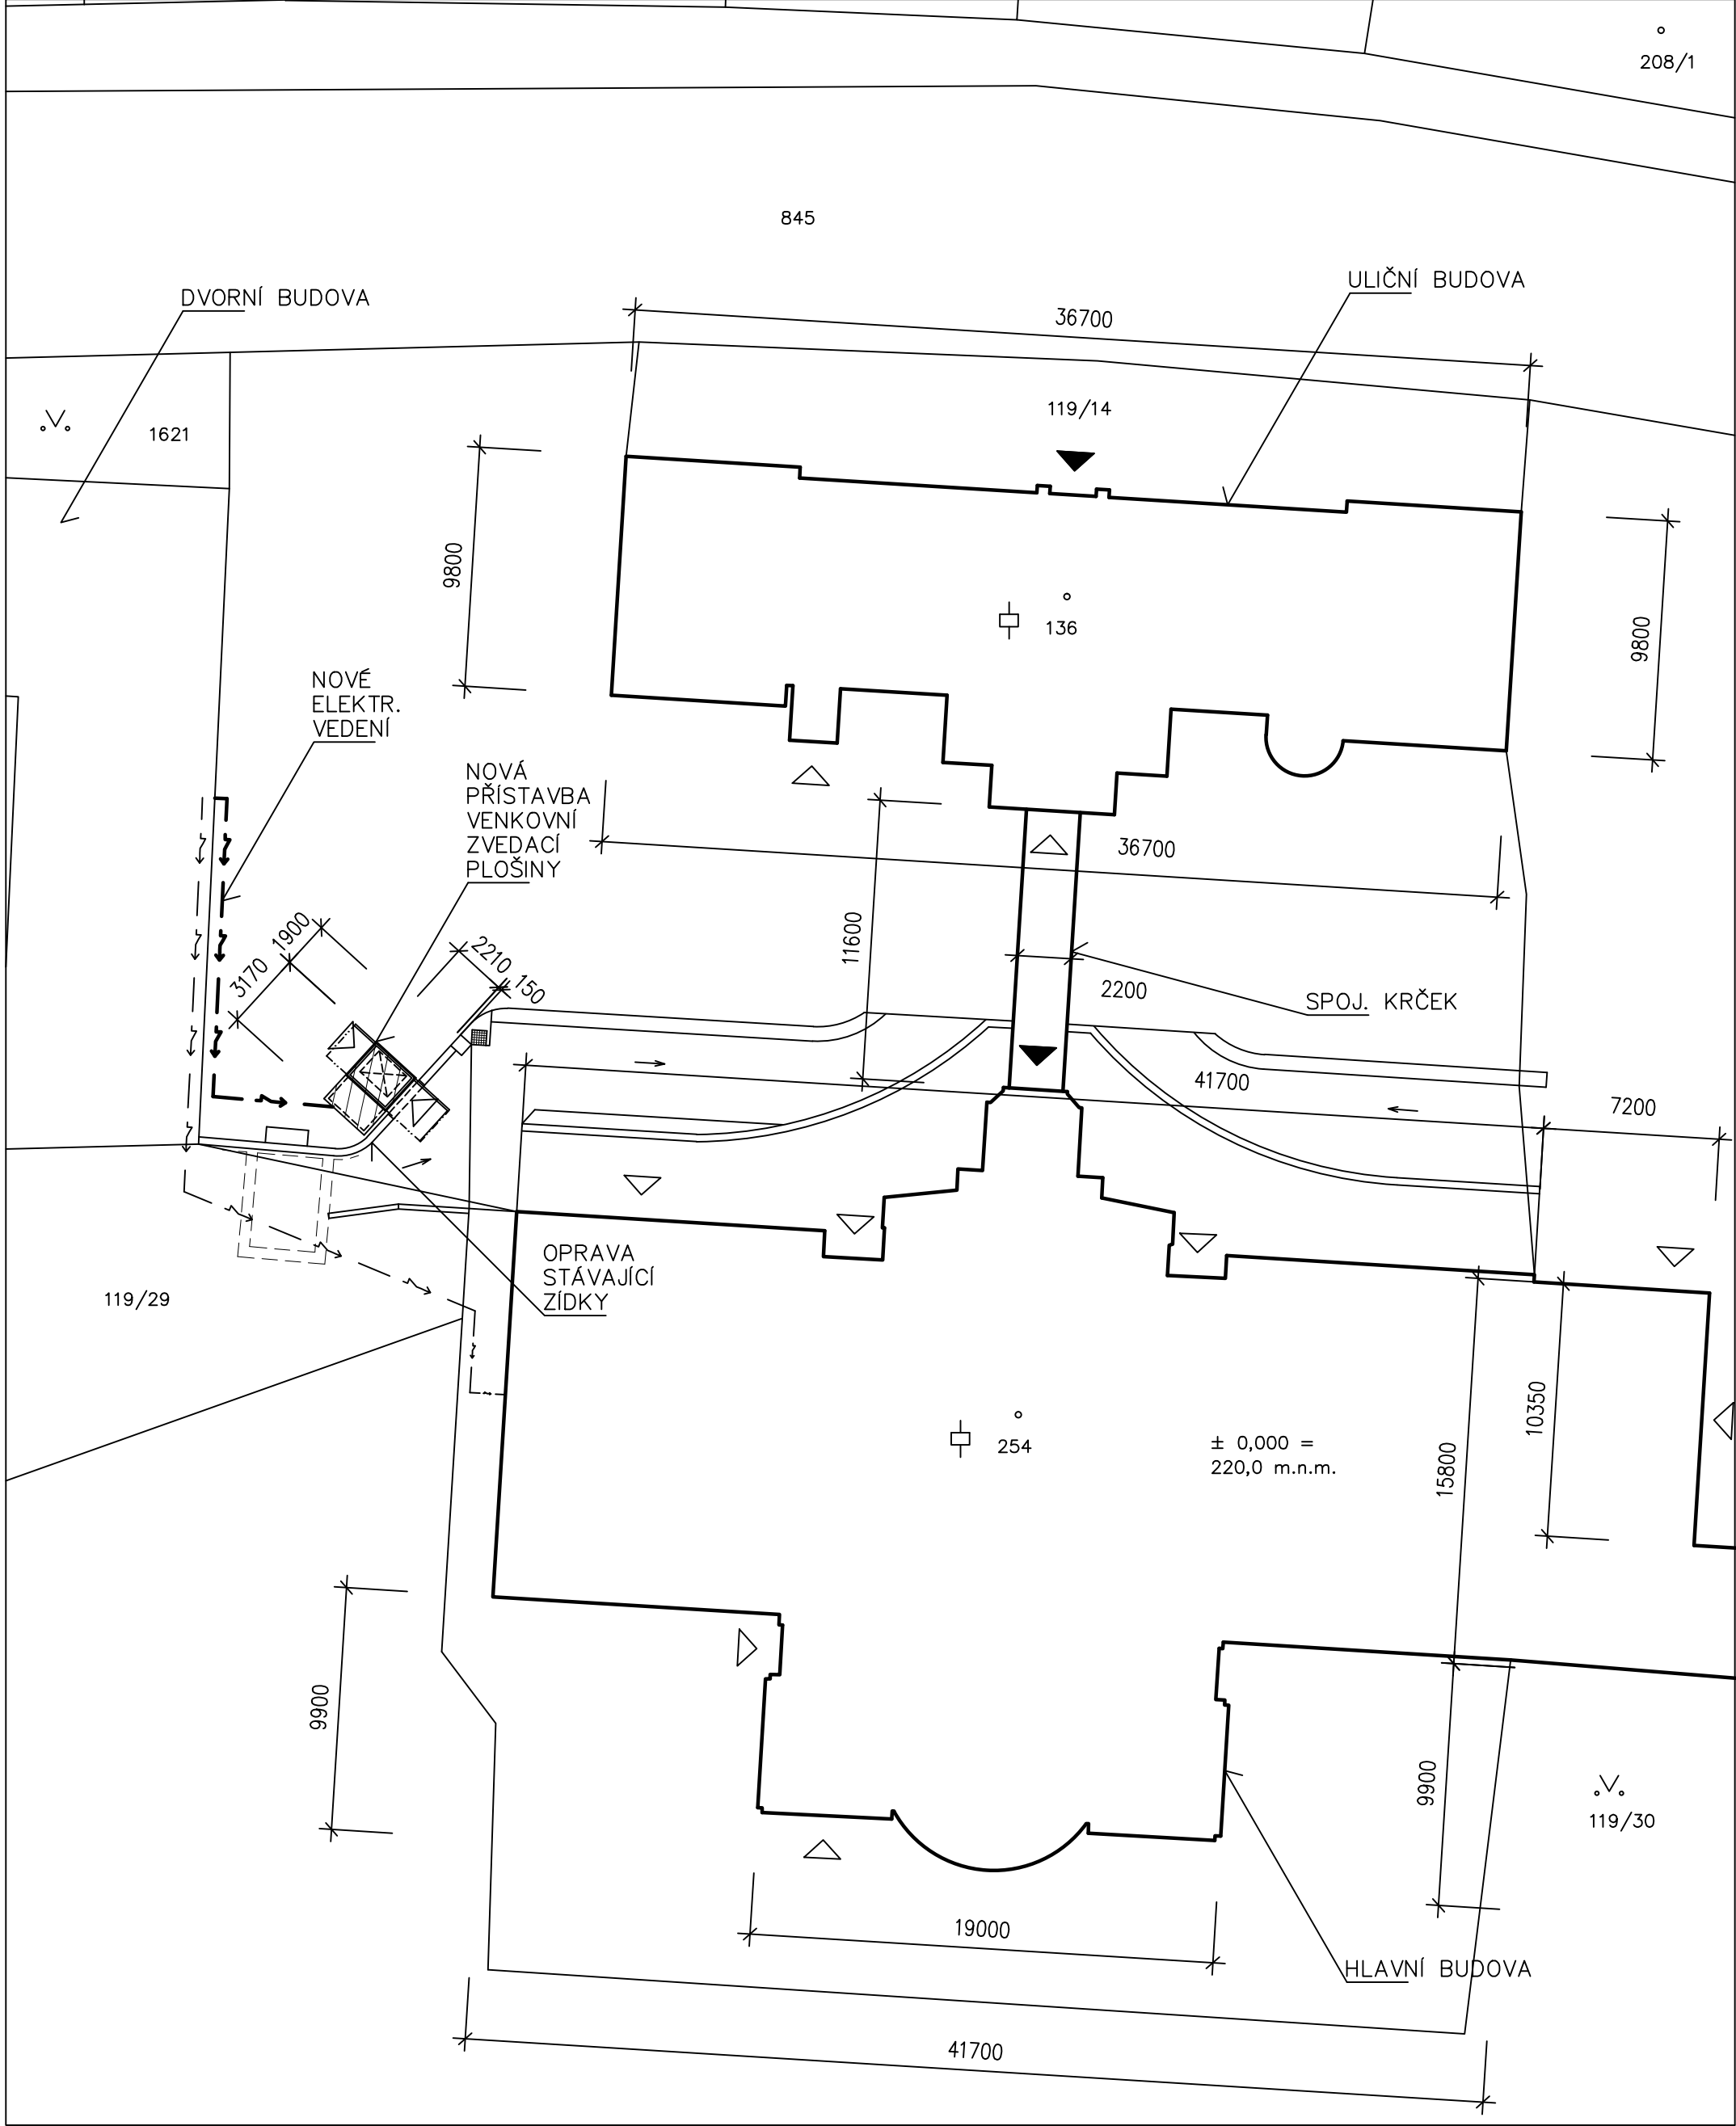 208/1
845
DVORNÍ BUDOVA
ULIČNÍ BUDOVA
36700
119/14
1621
9800
136
9800
NOVÉ
ELEKTR.
VEDENÍ
NOVÁ
PŘÍSTAVBA
VENKOVNÍ
ZVEDACÍ
PLOŠINY
36700
11600
1900
3170
2210
150
2200
SPOJ. KRČEK
41700
7200
OPRAVA
STÁVAJÍCÍ
ZÍDKY
119/29
254
± 0,000 =
220,0 m.n.m.
15800
10350
9900
9900
119/30
19000
HLAVNÍ BUDOVA
41700